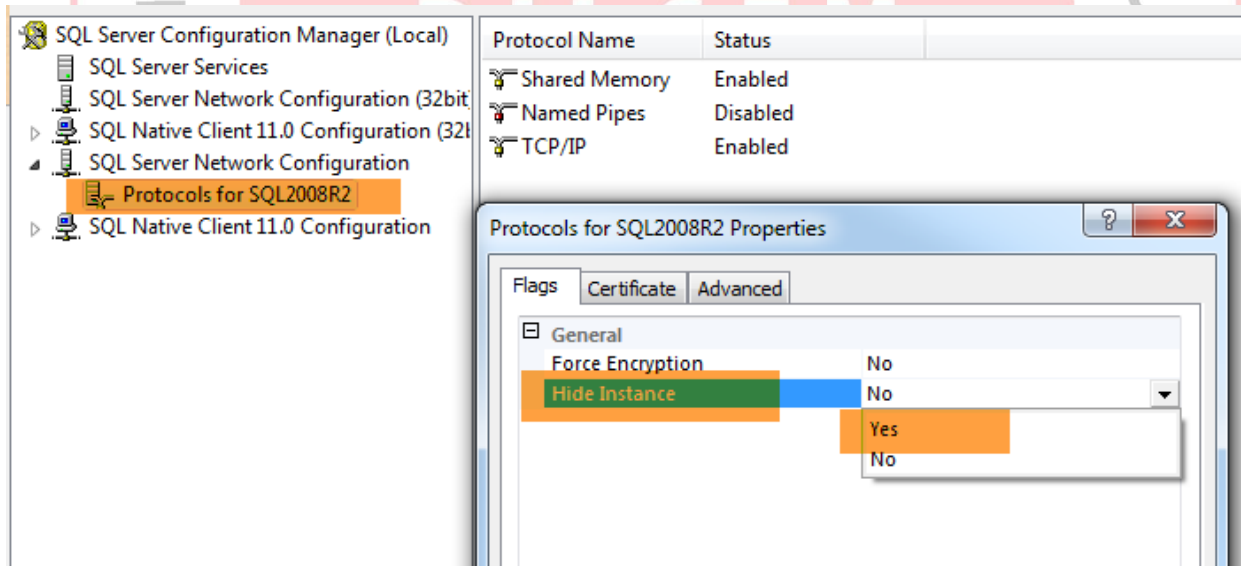 SQL Server Configuration Manager (Local)
SQL Server Services
SQL Server Network Configuration (32bit
SQL Native Client 11.0 Configuration (32b
SQL Server Network Configuration
Protocols for SQL2008R2
SQL Native Client 11.0 Configuration
Protocol Name Status
Shared Memory Enabled
Named Pipes Disabled
TCP/IP Enabled
Protocols for SQL2008R2 Properties
Flags Certificate Advanced
General
Force Encryption No
Hide Instance No
Yes
No